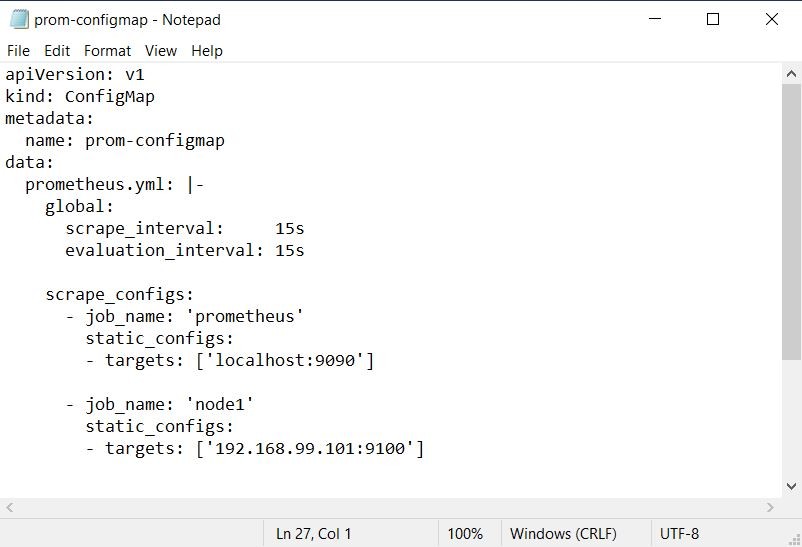 prom-configmap - Notepad
File Edit Format View Help
apiVersion: v1
kind: ConfigMap
metadata:
  name: prom-configmap
data:
  prometheus.yml: |-
    global:
      scrape_interval:     15s
      evaluation_interval: 15s

    scrape_configs:
      - job_name: 'prometheus'
        static_configs:
        - targets: ['localhost:9090']

      - job_name: 'node1'
        static_configs:
        - targets: ['192.168.99.101:9100']
Ln 27, Col 1 100% Windows (CRLF) UTF-8